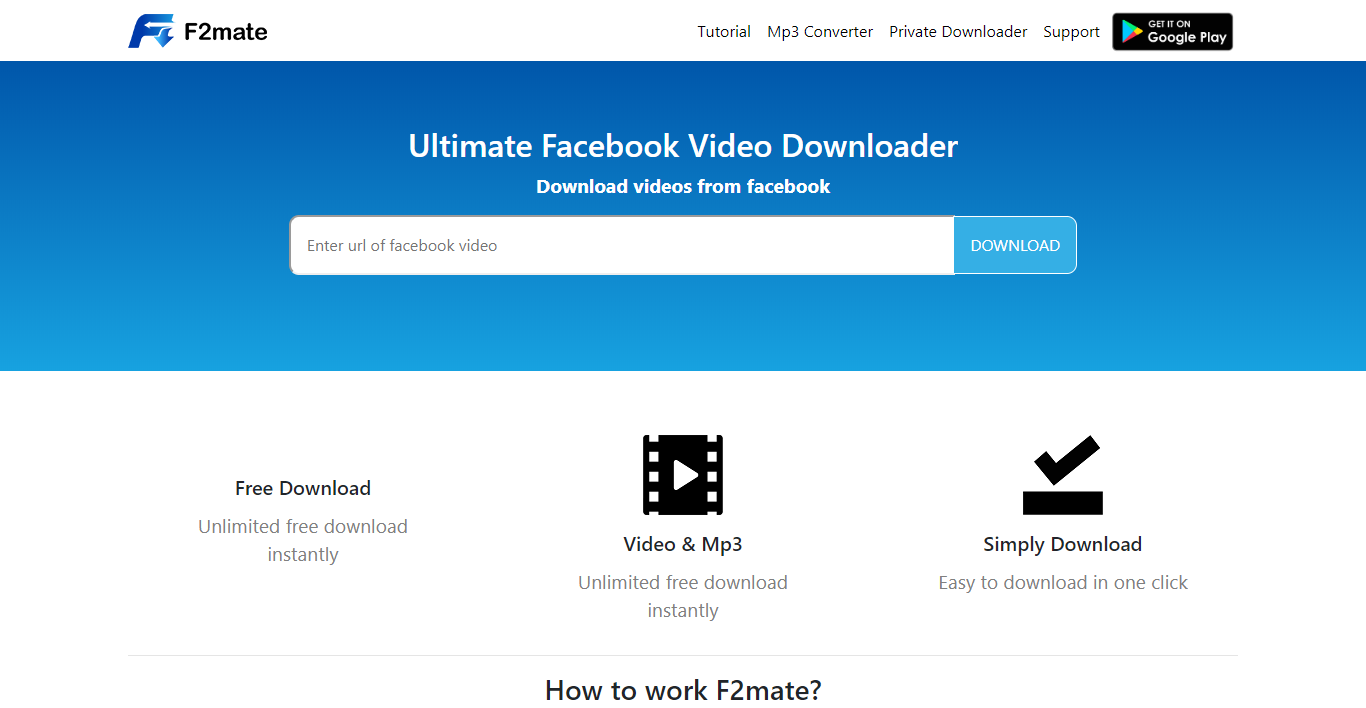 F2mate
Tutorial
Mp3 Converter
Private Downloader
Support
GET IT ON
Google Play
Ultimate Facebook Video Downloader
Download videos from facebook
Enter url of facebook video
DOWNLOAD
Free Download
Unlimited free download
instantly
Video & Mp3
Unlimited free download
instantly
Simply Download
Easy to download in one click
How to work F2mate?